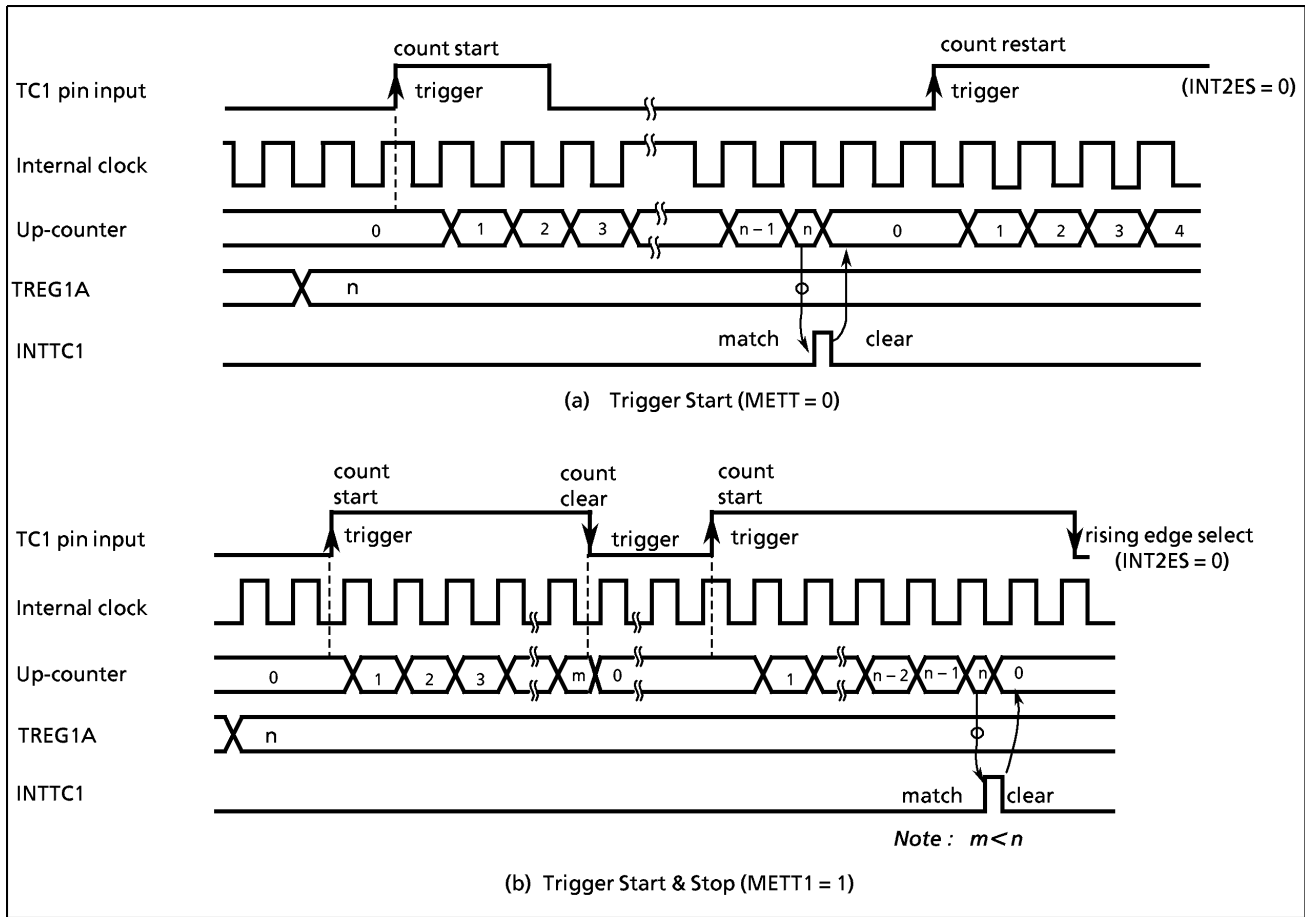 count start
count restart
TC1 pin input
trigger
trigger
(INT2ES = 0)
Internal clock
Up-counter
0
1
2
3
n – 1
n
0
1
2
3
4
TREG1A
n
INTTC1
match
clear
(a) Trigger Start (METT = 0)
count start
count clear
count start
TC1 pin input
trigger
trigger
trigger
rising edge select
(INT2ES = 0)
Internal clock
Up-counter
0
1
2
3
m
0
1
n – 2
n – 1
n
0
TREG1A
n
INTTC1
match
clear
Note : m < n
(b) Trigger Start & Stop (METT1 = 1)